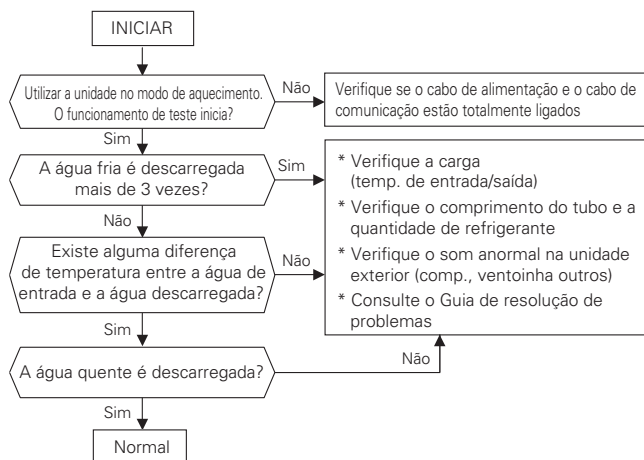 INICIAR
Utilizar a unidade no modo de aquecimento.
O funcionamento de teste inicia?
Não
Verifique se o cabo de alimentação e o cabo de
comunicação estão totalmente ligados
Sim
A água fria é descarregada
mais de 3 vezes?
Sim
* Verifique a carga
(temp. de entrada/saída)
* Verifique o comprimento do tubo e a
quantidade de refrigerante
* Verifique o som anormal na unidade
exterior (comp., ventoinha outros)
* Consulte o Guia de resolução de
problemas
Não
Existe alguma diferença
de temperatura entre a água de
entrada e a água descarregada?
Não
Sim
A água quente é descarregada?
Não
Sim
Normal